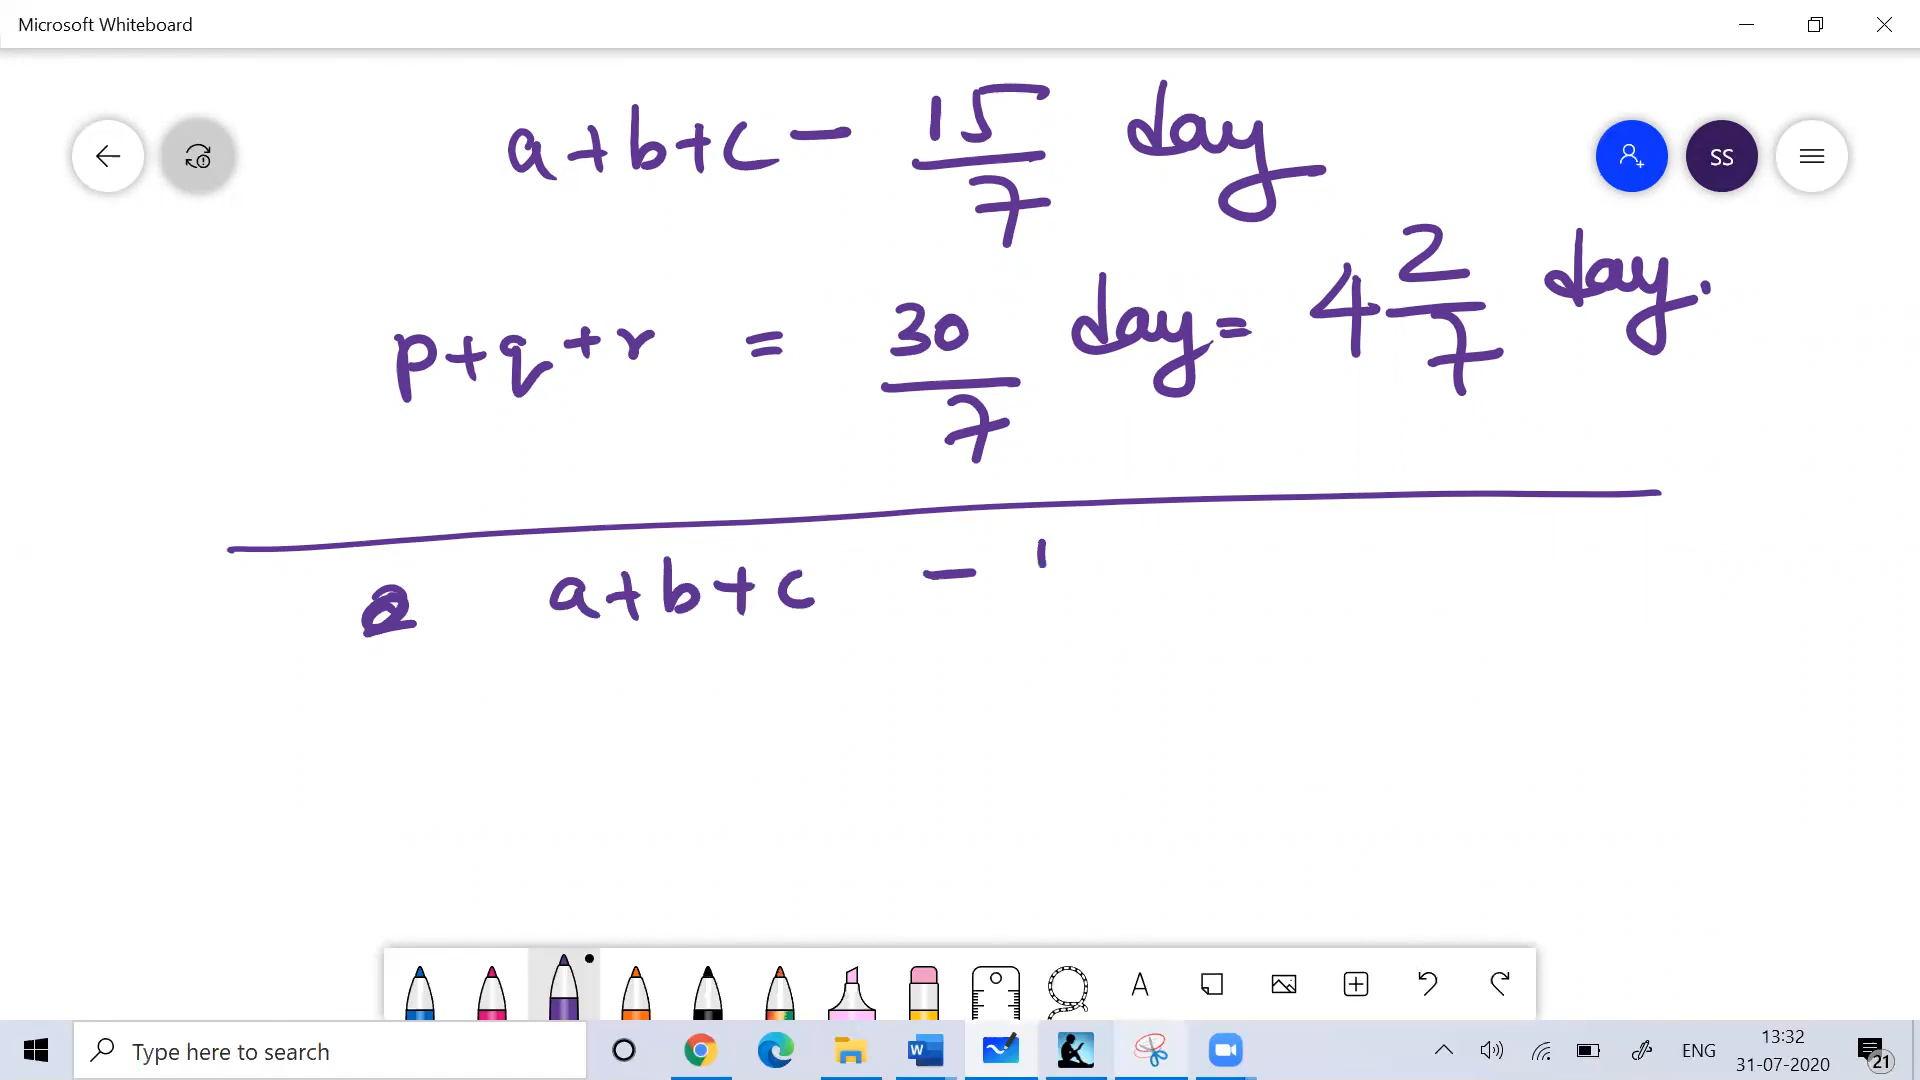 Microsoft Whiteboard
a+b+c – 15/7 day
p+q+r = 30/7 day = 4 2/7 day.
SS
a+b+c – 1
A
Type here to search
ENG
13:32
31-07-2020
21